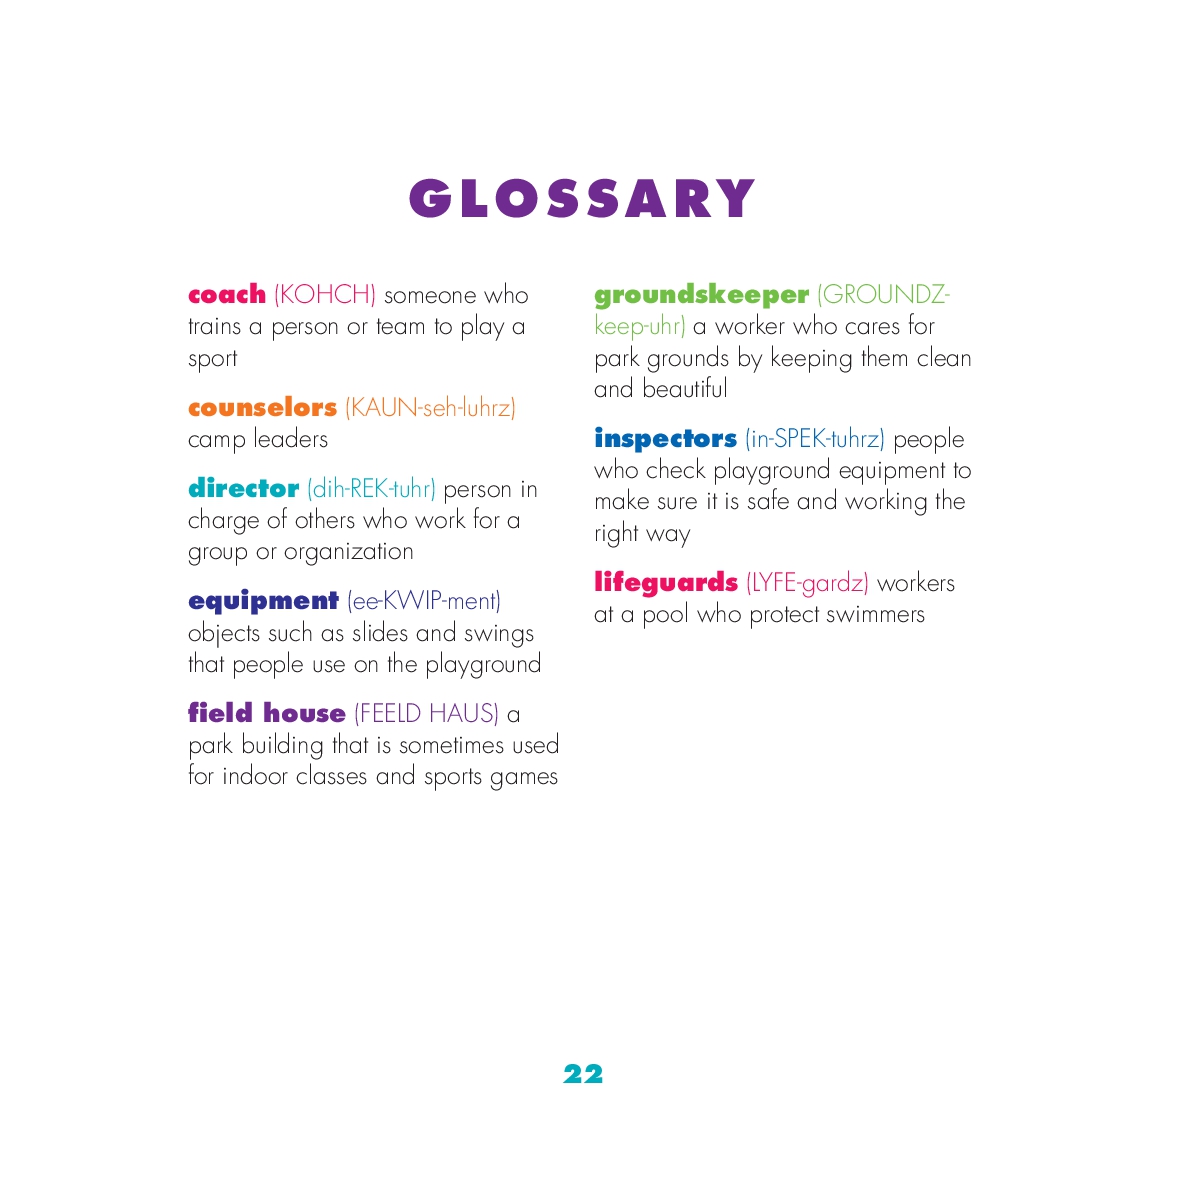 GLOSSARY
coach (KOHCH) someone who
trains a person or team to play a
sport
counselors (KAUN-seh-luhrz)
camp leaders
director (dih-REK-tuhr) person in
charge of others who work for a
group or organization
equipment (ee-KWIP-ment)
objects such as slides and swings
that people use on the playground
field house (FEELD HAUS) a
park building that is sometimes used
for indoor classes and sports games
groundskeeper (GROUNDZ-
keep-uhr) a worker who cares for
park grounds by keeping them clean
and beautiful
inspectors (in-SPEK-tuhrz) people
who check playground equipment to
make sure it is safe and working the
right way
lifeguards (LYFE-gardz) workers
at a pool who protect swimmers
22